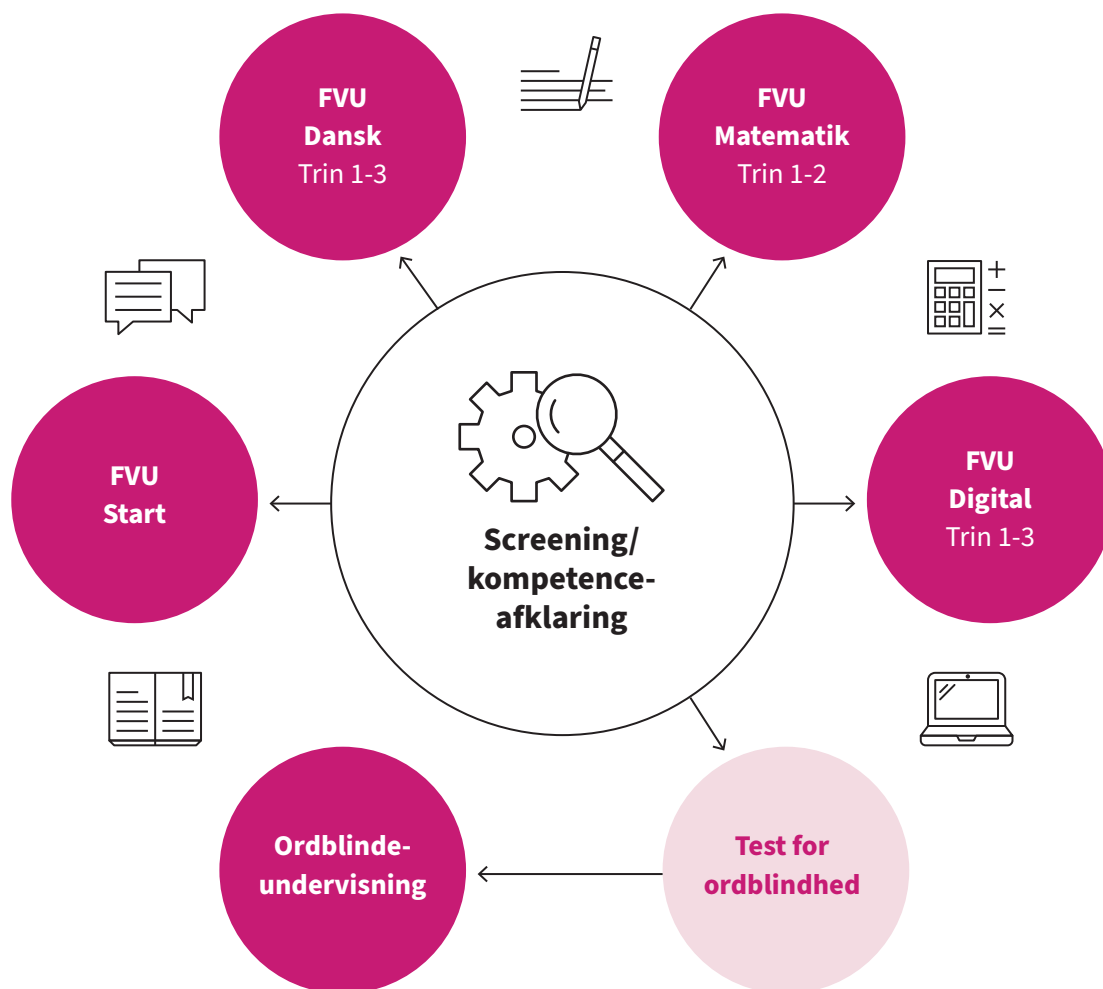 FVU
Dansk
Trin 1-3
FVU
Matematik
Trin 1-2
FVU
Start
Screening/
kompetence-
afklaring
FVU
Digital
Trin 1-3
Ordblinde-
undervisning
Test for
ordblindhed